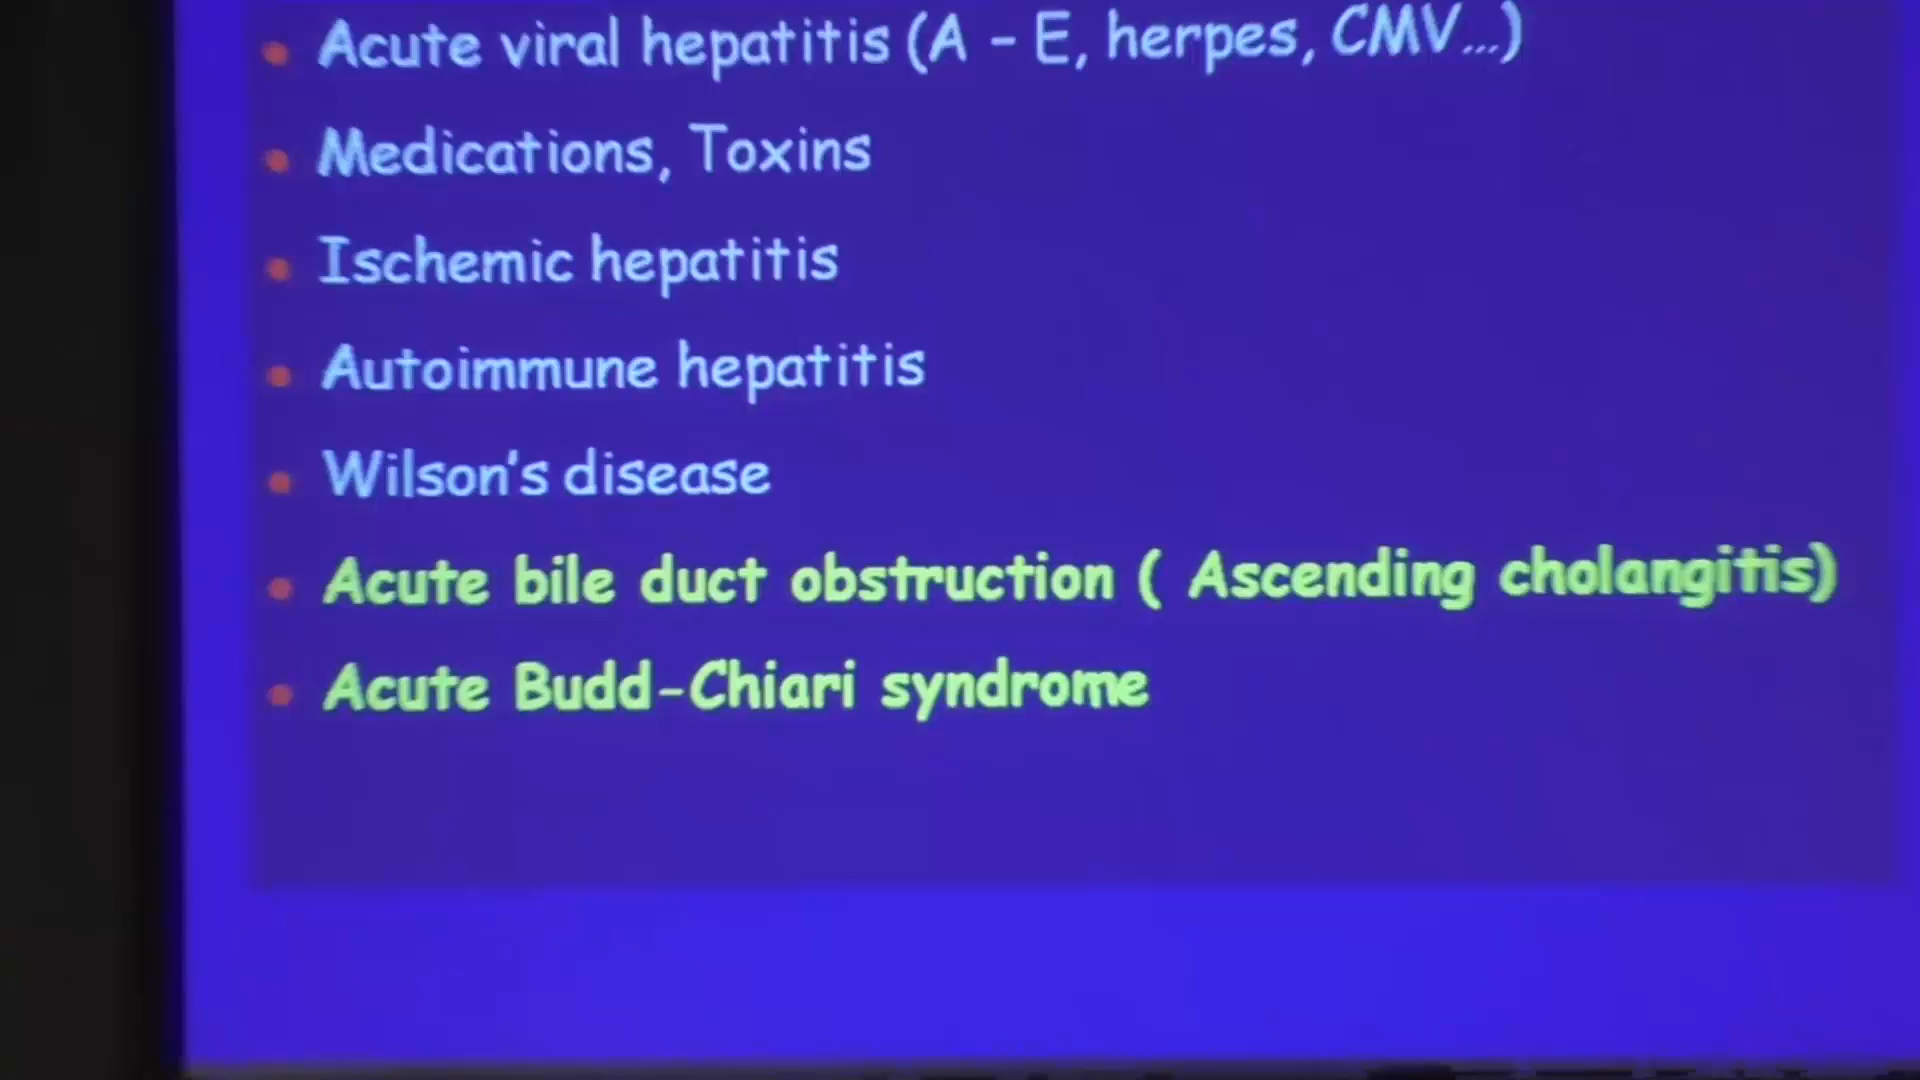 • Acute viral hepatitis (A – E, herpes, CMV...)
• Medications, Toxins
• Ischemic hepatitis
• Autoimmune hepatitis
• Wilson's disease
• Acute bile duct obstruction ( Ascending cholangitis)
• Acute Budd-Chiari syndrome